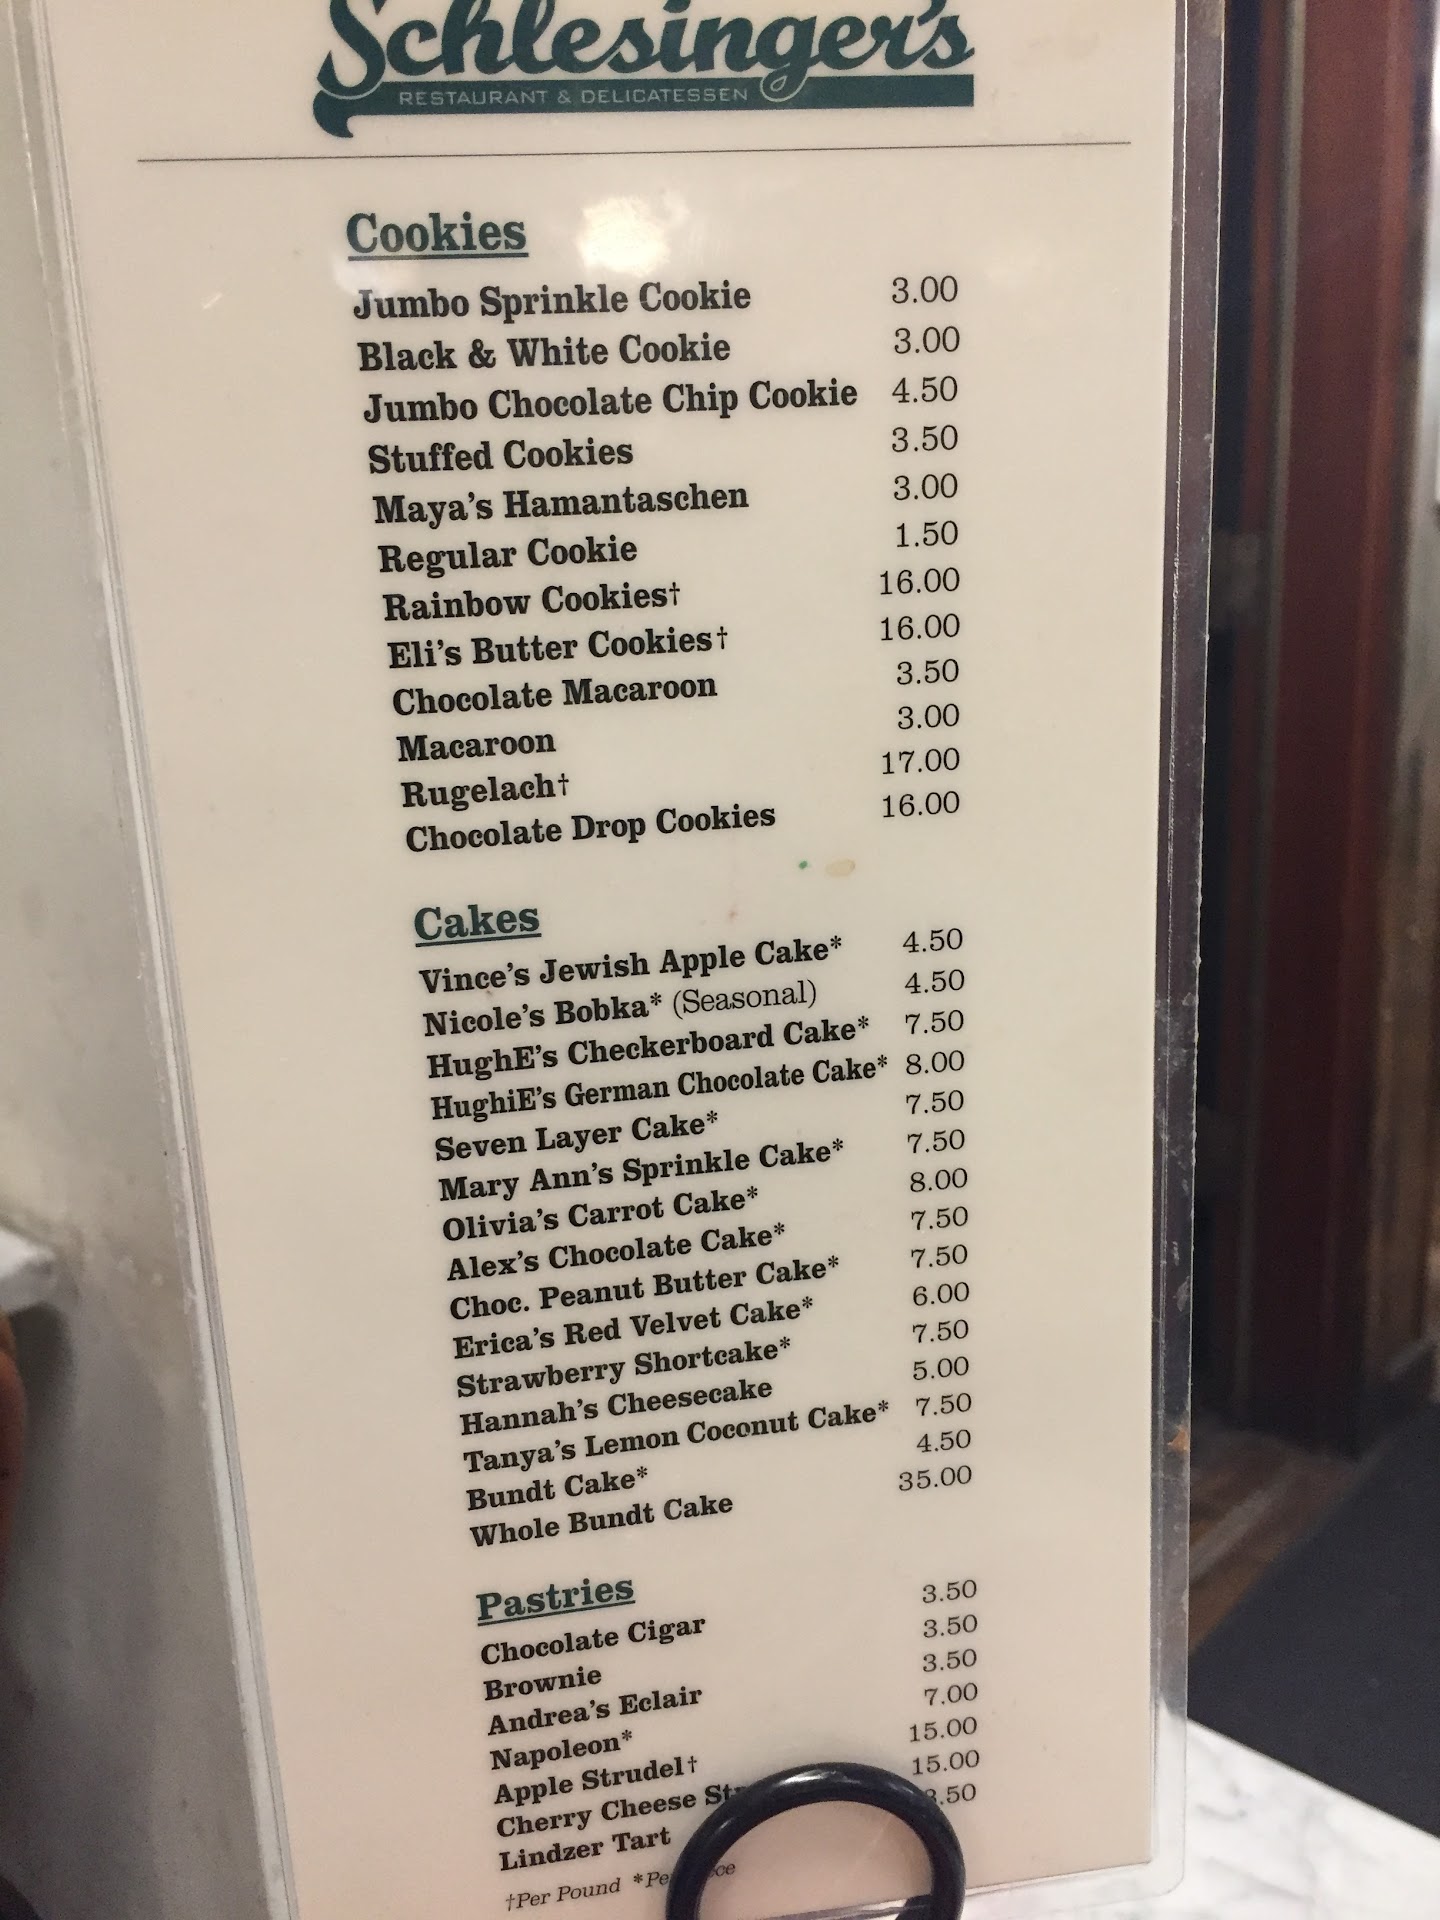 Schlesinger's
RESTAURANT & DELICATESSEN
Cookies
Jumbo Sprinkle Cookie 3.00
Black & White Cookie 3.00
Jumbo Chocolate Chip Cookie 4.50
Stuffed Cookies 3.50
Maya's Hamantaschen 3.00
Regular Cookie 1.50
Rainbow Cookies† 16.00
Eli's Butter Cookies† 16.00
Chocolate Macaroon 3.50
Macaroon 3.00
Rugelach† 17.00
Chocolate Drop Cookies 16.00
Cakes
Vince's Jewish Apple Cake* 4.50
Nicole's Bobka* (Seasonal) 4.50
HughE's Checkerboard Cake* 7.50
HughiE's German Chocolate Cake* 8.00
Seven Layer Cake* 7.50
Mary Ann's Sprinkle Cake* 7.50
Olivia's Carrot Cake* 8.00
Alex's Chocolate Cake* 7.50
Choc. Peanut Butter Cake* 7.50
Erica's Red Velvet Cake* 6.00
Strawberry Shortcake* 7.50
Hannah's Cheesecake 5.00
Tanya's Lemon Coconut Cake* 7.50
Bundt Cake* 4.50
Whole Bundt Cake 35.00
Pastries
Chocolate Cigar 3.50
Brownie 3.50
Andrea's Eclair 3.50
Napoleon* 7.00
Apple Strudel† 15.00
Cherry Cheese 15.00
Lindzer Tart
†Per Pound